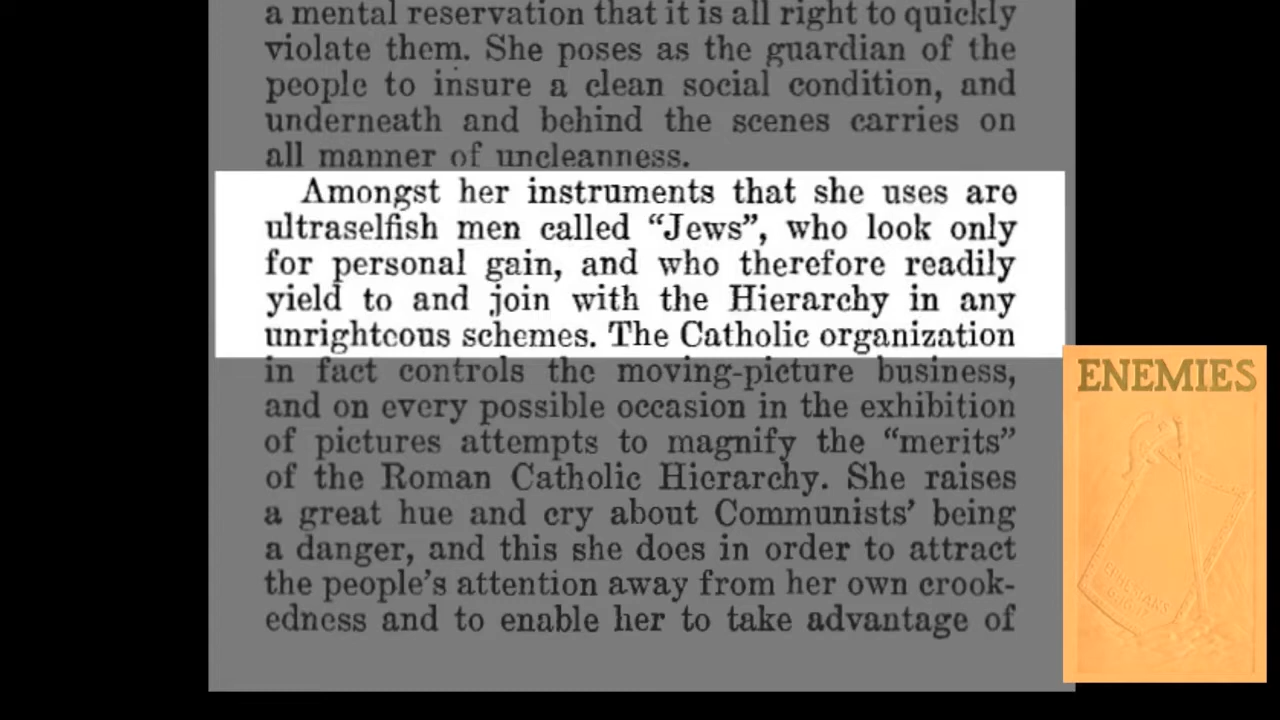 a mental reservation that it is all right to quickly
violate them. She poses as the guardian of the
people to insure a clean social condition, and
underneath and behind the scenes carries on
all manner of uncleanness.
Amongst her instruments that she uses are
ultraselfish men called “Jews”, who look only
for personal gain, and who therefore readily
yield to and join with the Hierarchy in any
unrighteous schemes. The Catholic organization
in fact controls the moving-picture business,
and on every possible occasion in the exhibition
of pictures attempts to magnify the “merits”
of the Roman Catholic Hierarchy. She raises
a great hue and cry about Communists’ being
a danger, and this she does in order to attract
the people’s attention away from her own crook-
edness and to enable her to take advantage of
ENEMIES
EPHESIANS